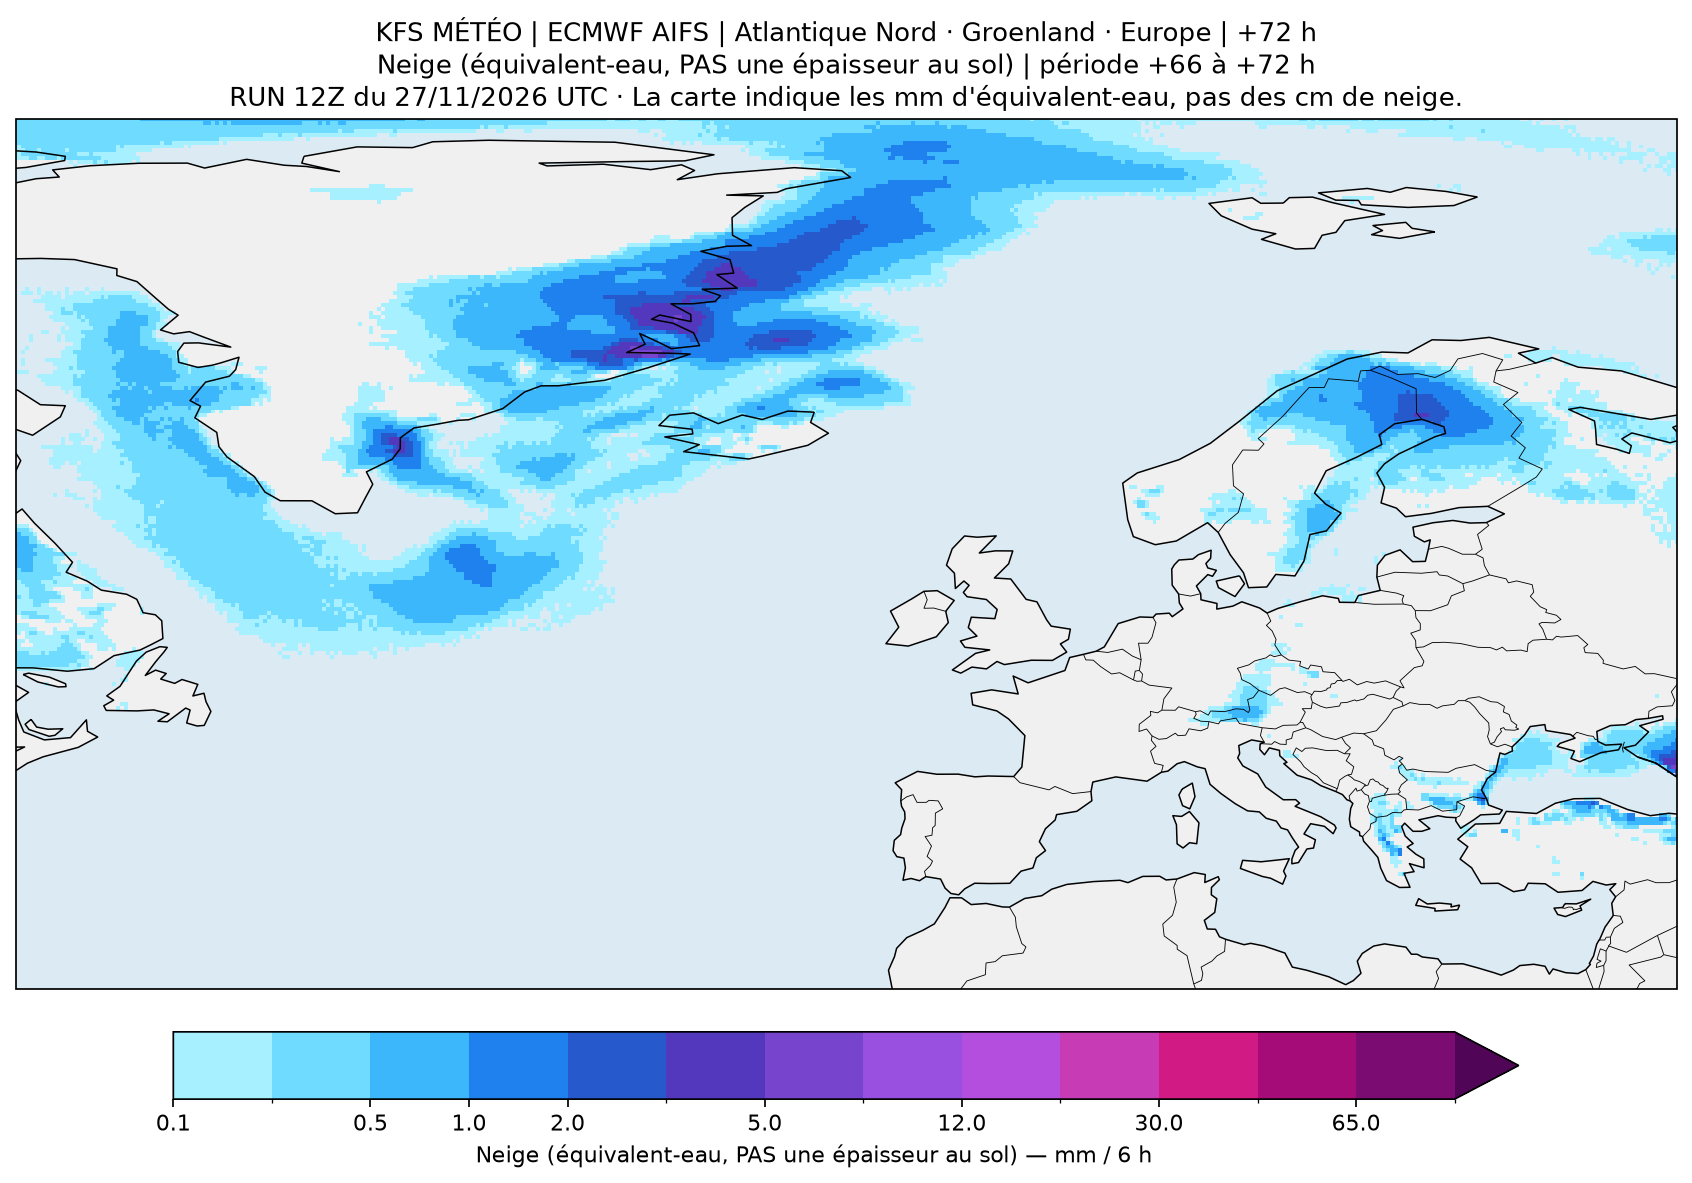 KFS MÉTÉO | ECMWF AIFS | Atlantique Nord · Groenland · Europe | +72 h
Neige (équivalent-eau, PAS une épaisseur au sol) | période +66 à +72 h
RUN 12Z du 27/11/2026 UTC · La carte indique les mm d'équivalent-eau, pas des cm de neige.
0.1 0.5 1.0 2.0 5.0 12.0 30.0 65.0
Neige (équivalent-eau, PAS une épaisseur au sol) — mm / 6 h